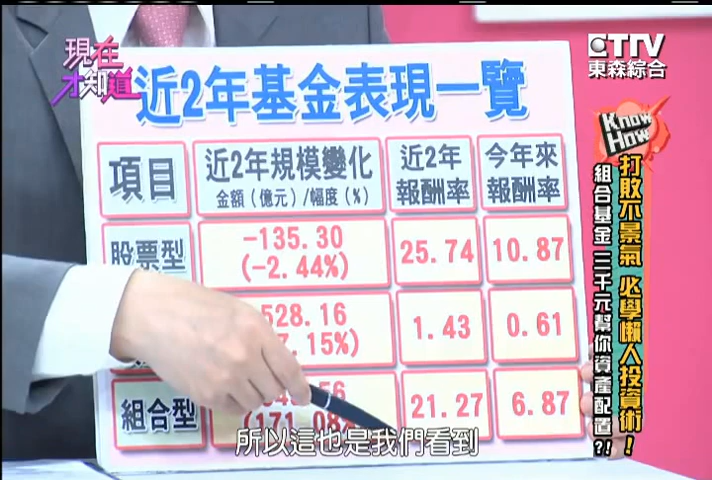 現在
才知道
ETTV
東森綜合
近2年基金表現一覽
項目
近2年規模變化
金額（億元）/幅度（%）
近2年
報酬率
今年來
報酬率
股票型
-135.30
(-2.44%)
25.74
10.87
528.16
.15%)
1.43
0.61
組合型
(171.08%
21.27
6.87
Know
How
打敗不景氣 必學懶人投資術！
組合基金 三千元幫你資產配置？！
所以這也是我們看到